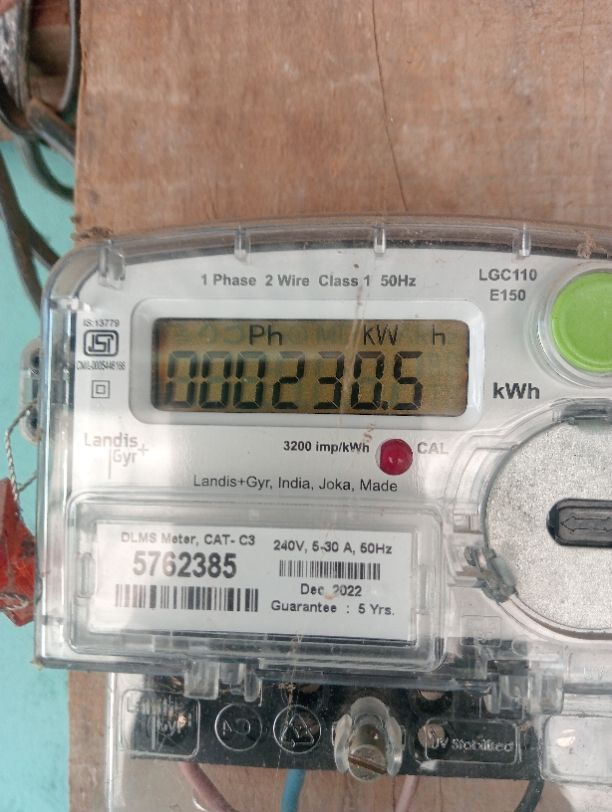 1 Phase 2 Wire Class 1 50Hz
LGC110
E150
IS:13779
ISI
Ph KW h
000230.5
kWh
3200 imp/kWh
CAL
Landis
Gyr+
Landis+Gyr, India, Joka, Made
DLMS Meter, CAT- C3
5762385
240V, 5-30 A, 50Hz
Dec 2022
Guarantee : 5 Yrs.
UV Stabilised